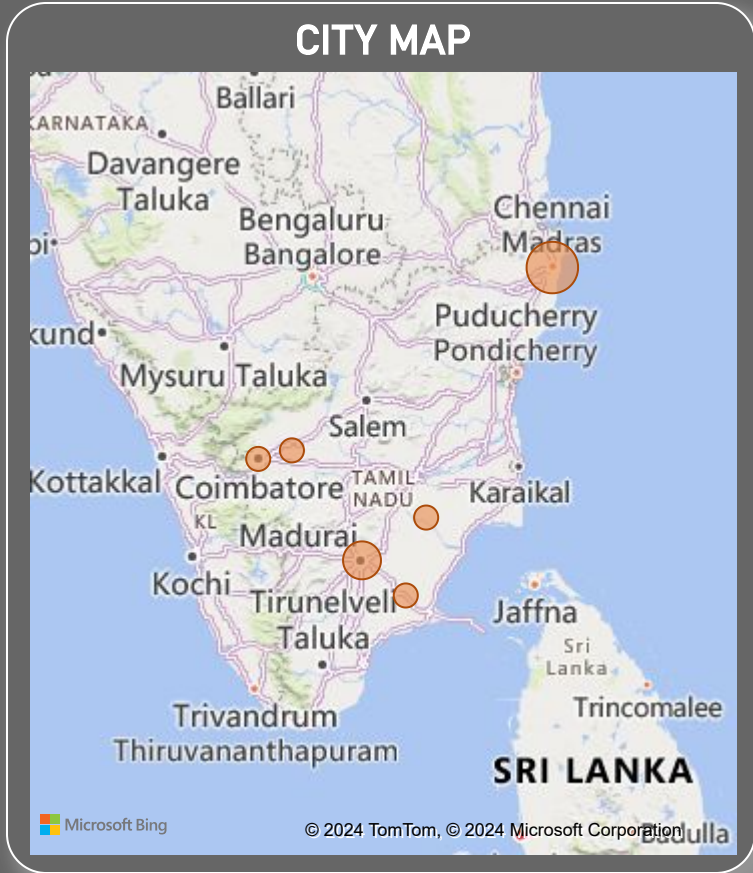 CITY MAP
Ballari
KARNATAKA
Davangere
Taluka
Chennai
Madras
Bengaluru
Bangalore
Puducherry
Pondicherry
Mysuru Taluka
Salem
Kottakkal
Coimbatore
TAMIL
NADU
Karaikal
KL
Madurai
Kochi
Tirunelveli
Taluka
Jaffna
Sri
Lanka
Trincomalee
Trivandrum
Thiruvananthapuram
SRI LANKA
Microsoft Bing
© 2024 TomTom, © 2024 Microsoft Corporation
Badulla